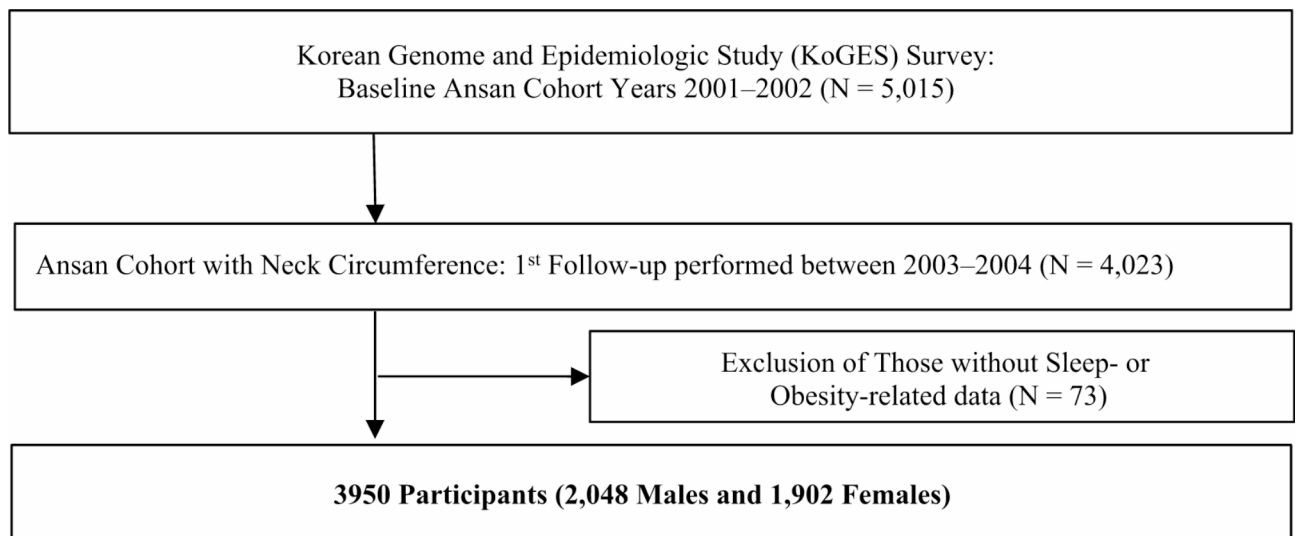 Korean Genome and Epidemiologic Study (KoGES) Survey:
Baseline Ansan Cohort Years 2001–2002 (N = 5,015)
Ansan Cohort with Neck Circumference: 1st Follow-up performed between 2003–2004 (N = 4,023)
Exclusion of Those without Sleep- or
Obesity-related data (N = 73)
3950 Participants (2,048 Males and 1,902 Females)